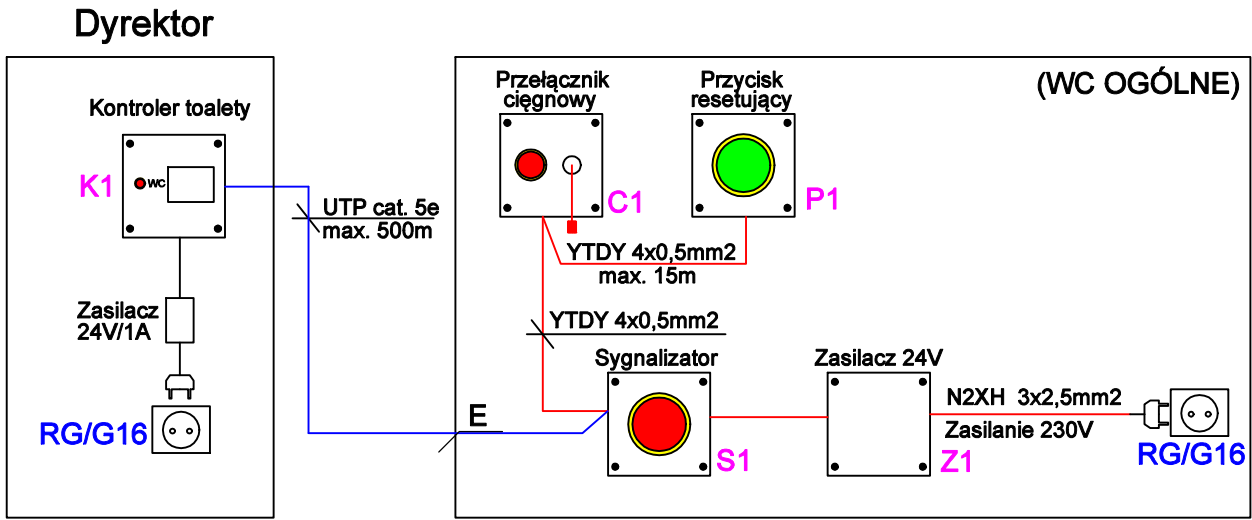 Dyrektor
Kontroler toalety
K1
WC
UTP cat. 5e
max. 500m
Zasilacz
24V/1A
RG/G16
(WC OGÓLNE)
Przełącznik
cięgnowy
C1
Przycisk
resetujący
P1
YTDY 4x0,5mm2
max. 15m
YTDY 4x0,5mm2
E
Sygnalizator
S1
Zasilacz 24V
Z1
N2XH 3x2,5mm2
Zasilanie 230V
RG/G16